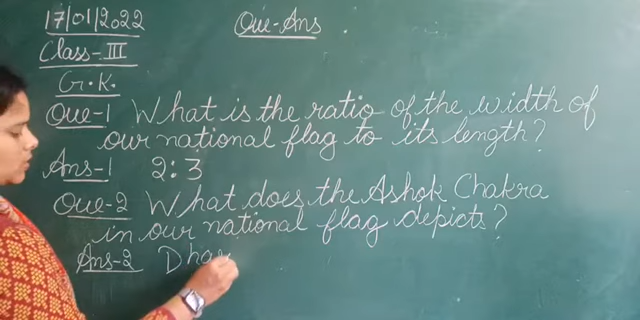 17/01/2022
Que-Ans
Class-III
G.K.
Que-1 What is the ratio of the width of
our national flag to its length?
Ans-1 2:3
Que-2 What does the Ashok Chakra
in our national flag depicts?
Ans-2 Dha